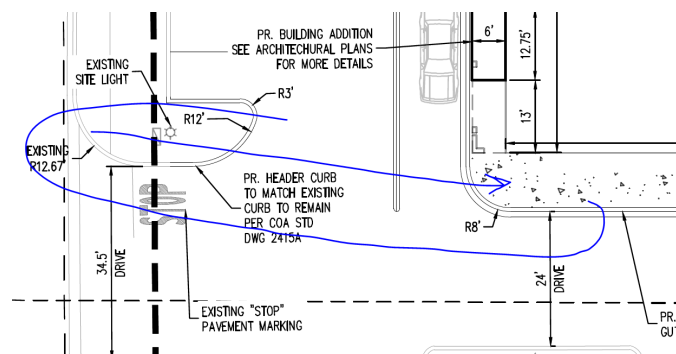 PR. BUILDING ADDITION
SEE ARCHITECHURAL PLANS
FOR MORE DETAILS
6'
12.75'
EXISTING
SITE LIGHT
R3'
R12'
13'
EXISTING
R12.67
PR. HEADER CURB
TO MATCH EXISTING
CURB TO REMAIN
PER COA STD
DWG 2415A
STOP
R8'
34.5'
DRIVE
24'
DRIVE
EXISTING "STOP"
PAVEMENT MARKING
PR.